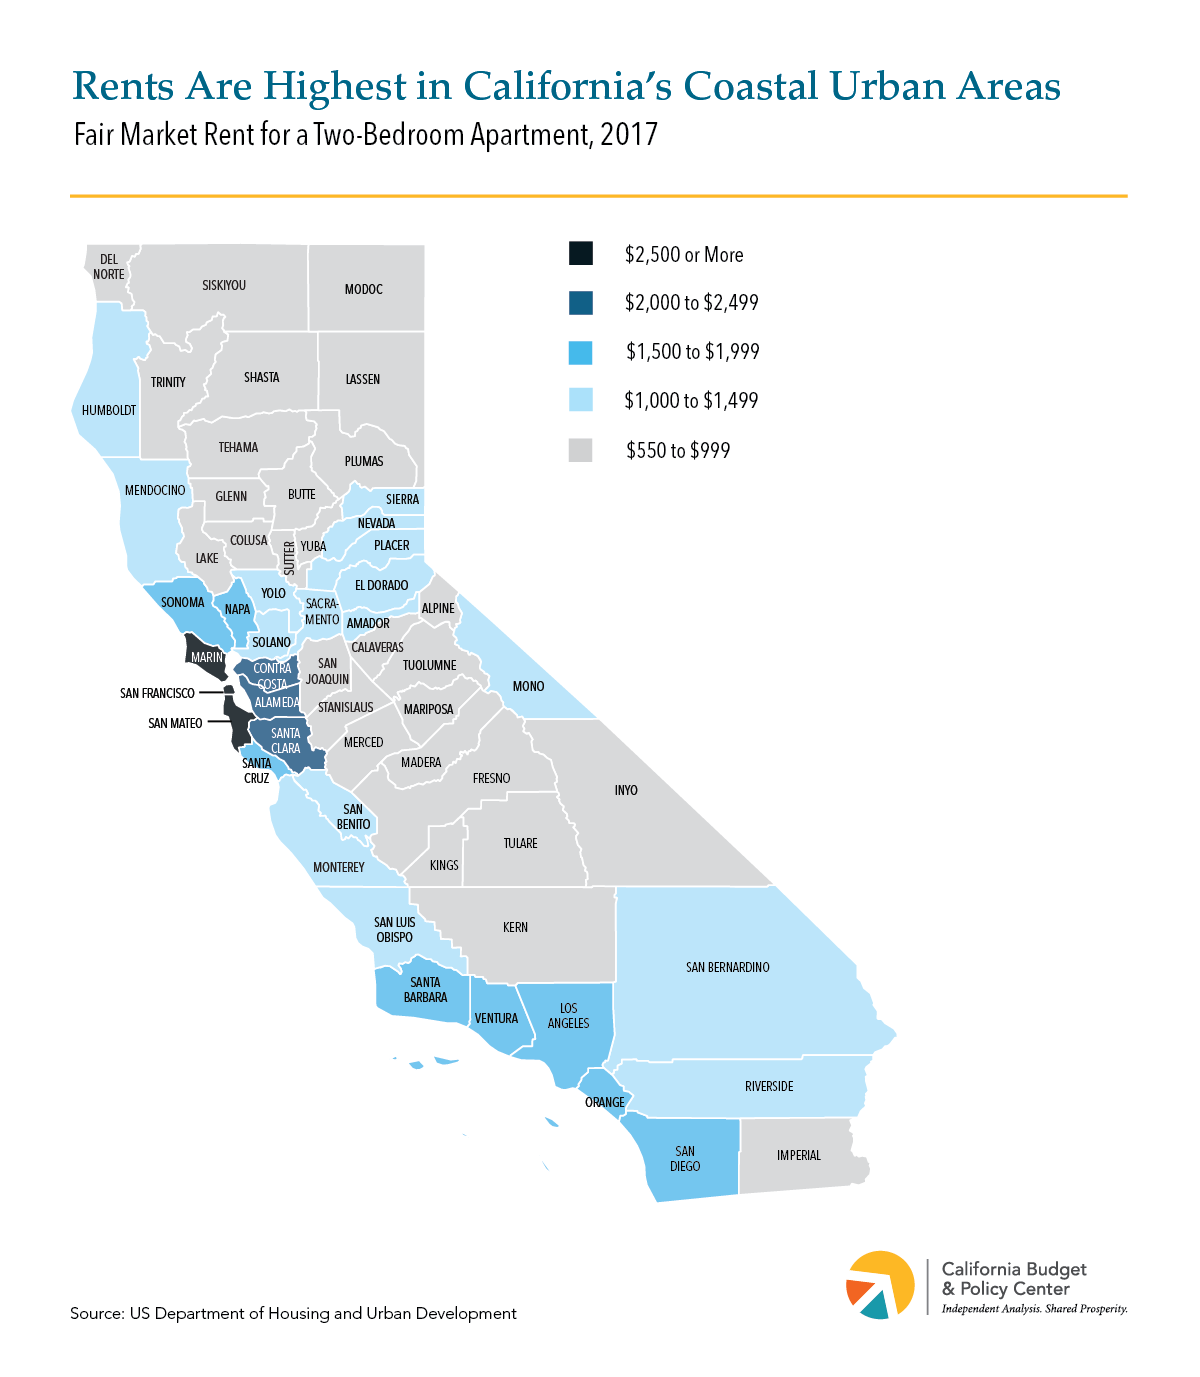 Rents Are Highest in California's Coastal Urban Areas
Fair Market Rent for a Two-Bedroom Apartment, 2017
$2,500 or More
$2,000 to $2,499
$1,500 to $1,999
$1,000 to $1,499
$550 to $999
DEL
NORTE
SISKIYOU
MODOC
TRINITY
SHASTA
LASSEN
HUMBOLDT
TEHAMA
PLUMAS
MENDOCINO
GLENN
BUTTE
SIERRA
NEVADA
COLUSA
SUTTER
YUBA
PLACER
LAKE
EL DORADO
YOLO
SONOMA
NAPA
SACRA-
MENTO
ALPINE
AMADOR
SOLANO
CALAVERAS
MARIN
SAN
JOAQUIN
TUOLUMNE
CONTRA
COSTA
MONO
SAN FRANCISCO
ALAMEDA
STANISLAUS
MARIPOSA
SAN MATEO
SANTA
CLARA
MERCED
SANTA
CRUZ
MADERA
FRESNO
INYO
SAN
BENITO
TULARE
MONTEREY
KINGS
SAN LUIS
OBISPO
KERN
SAN BERNARDINO
SANTA
BARBARA
VENTURA
LOS
ANGELES
RIVERSIDE
ORANGE
SAN
DIEGO
IMPERIAL
California Budget
& Policy Center
Independent Analysis. Shared Prosperity.
Source: US Department of Housing and Urban Development